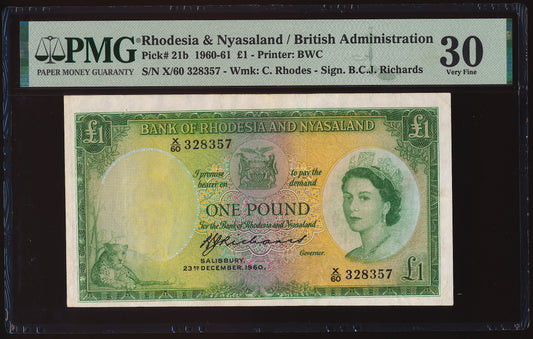 PMG
PAPER MONEY GUARANTY
Rhodesia & Nyasaland / British Administration
Pick# 21b 1960-61 £1 - Printer: BWC
S/N X/60 328357 - Wmk: C. Rhodes - Sign. B.C.J. Richards
30
Very Fine
£1
BANK OF RHODESIA AND NYASALAND
£1
X/60 328357
I promise to pay the
bearer on demand
ONE POUND
For the Bank of Rhodesia and Nyasaland
BCJRichards
SALISBURY,
23RD DECEMBER, 1960.
Governor.
X/60 328357
£1